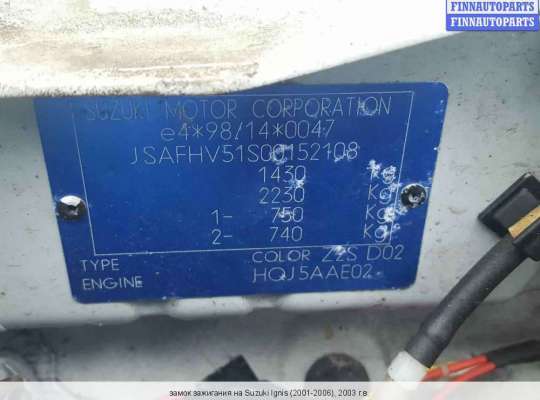 FINNAUTOPARTS
FINNAUTOPARTS
SUZUKI MOTOR CORPORATION
e4*98/14*0047
JSAFHV51S00152108
1430 Kg
2230 Kg
1- 750 Kg
2- 740 Kg
TYPE COLOR Z2S D02
ENGINE HQJ5AAE02
замок зажигания на Suzuki Ignis (2001-2006), 2003 г.в.